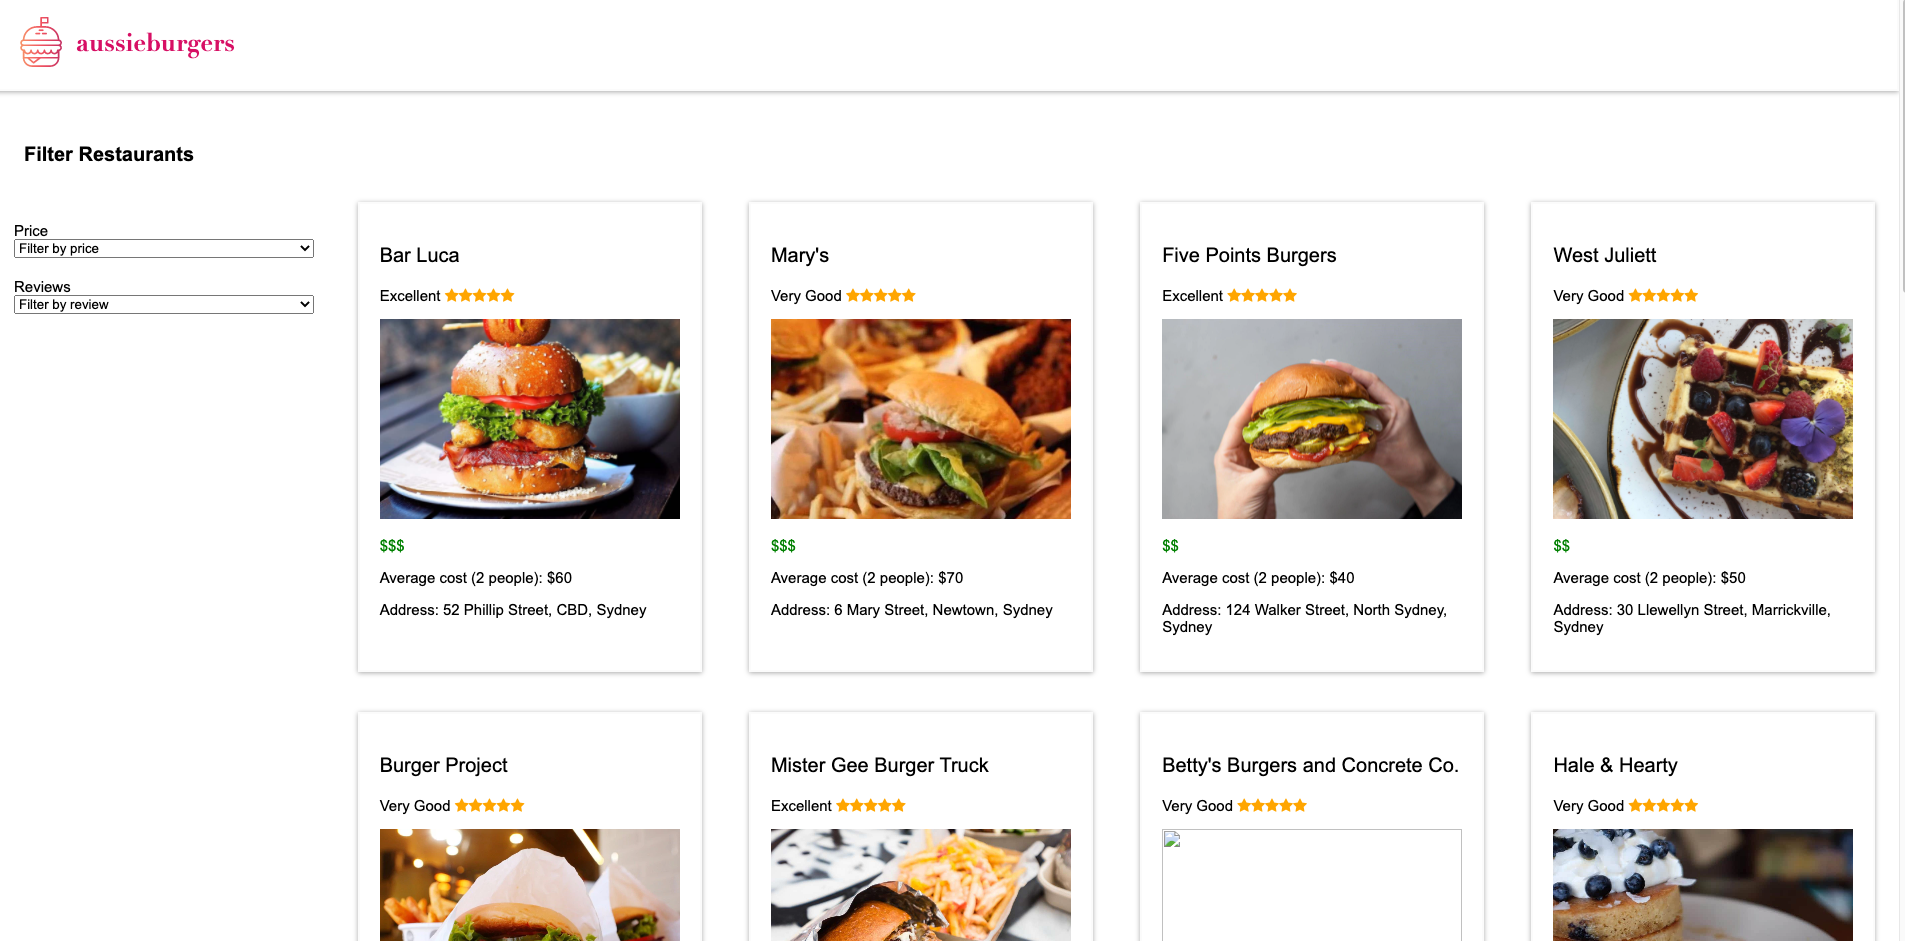 aussieburgers
Filter Restaurants
Price
Filter by price
Reviews
Filter by review
Bar Luca
Excellent ★★★★★
$$$
Average cost (2 people): $60
Address: 52 Phillip Street, CBD, Sydney
Mary's
Very Good ★★★★★
$$$
Average cost (2 people): $70
Address: 6 Mary Street, Newtown, Sydney
Five Points Burgers
Excellent ★★★★★
$$
Average cost (2 people): $40
Address: 124 Walker Street, North Sydney,
Sydney
West Juliett
Very Good ★★★★★
$$
Average cost (2 people): $50
Address: 30 Llewellyn Street, Marrickville,
Sydney
Burger Project
Very Good ★★★★★
Mister Gee Burger Truck
Excellent ★★★★★
Betty's Burgers and Concrete Co.
Very Good ★★★★★
Hale & Hearty
Very Good ★★★★★